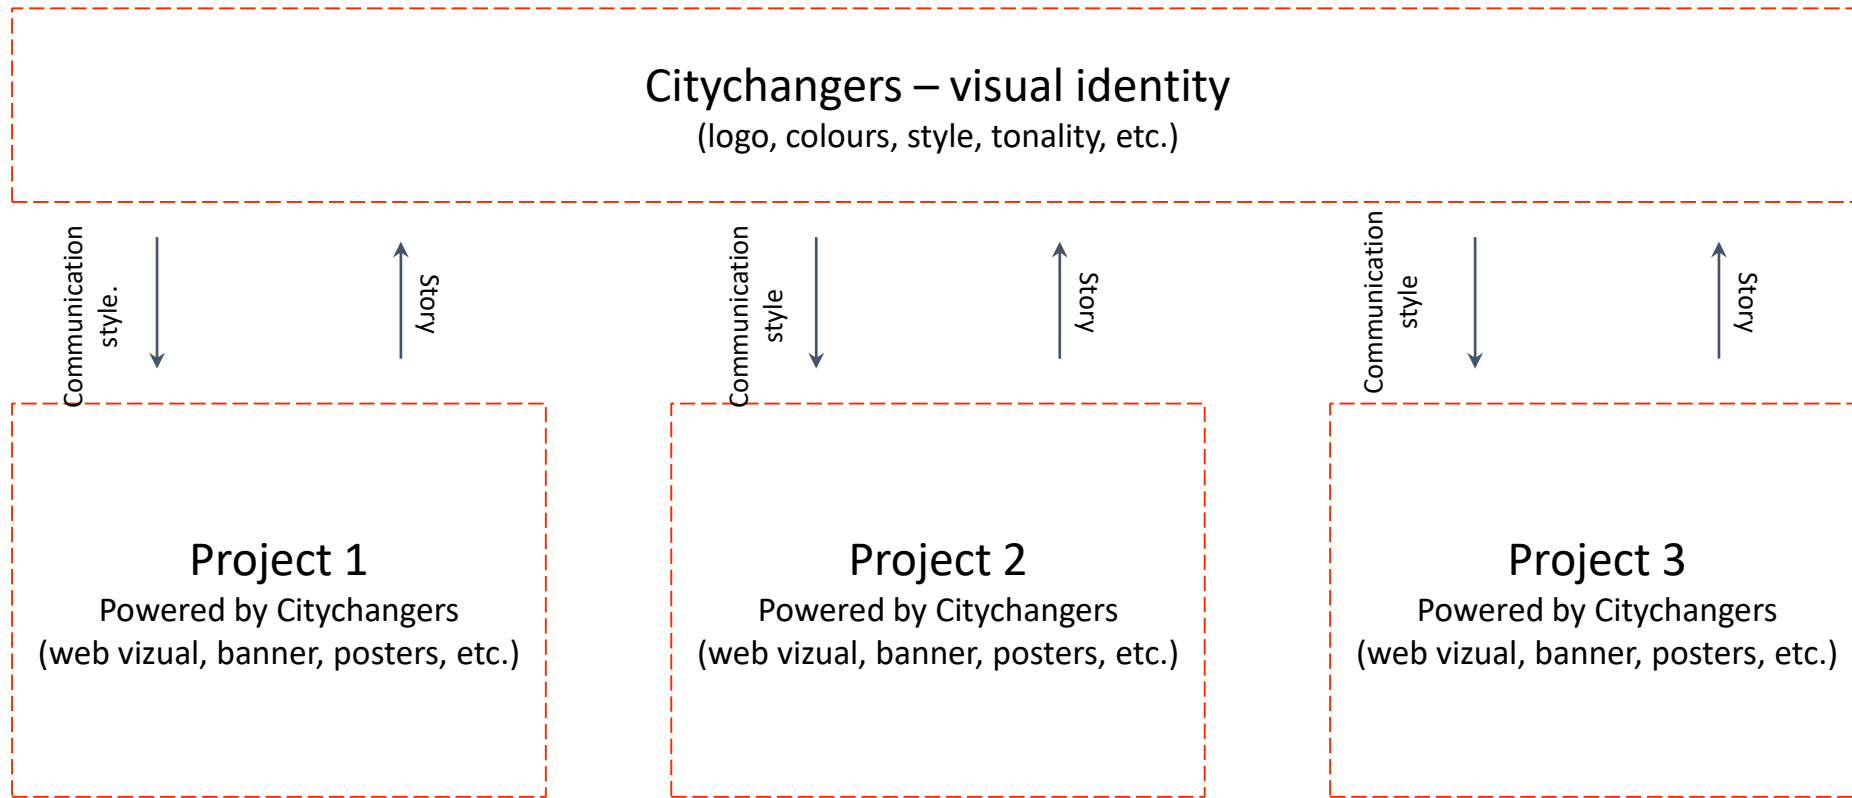 Citychangers – visual identity
(logo, colours, style, tonality, etc.)
Communication
style.
Story
Communication
style
Story
Communication
style
Story
Project 1
Powered by Citychangers
(web vizual, banner, posters, etc.)
Project 2
Powered by Citychangers
(web vizual, banner, posters, etc.)
Project 3
Powered by Citychangers
(web vizual, banner, posters, etc.)